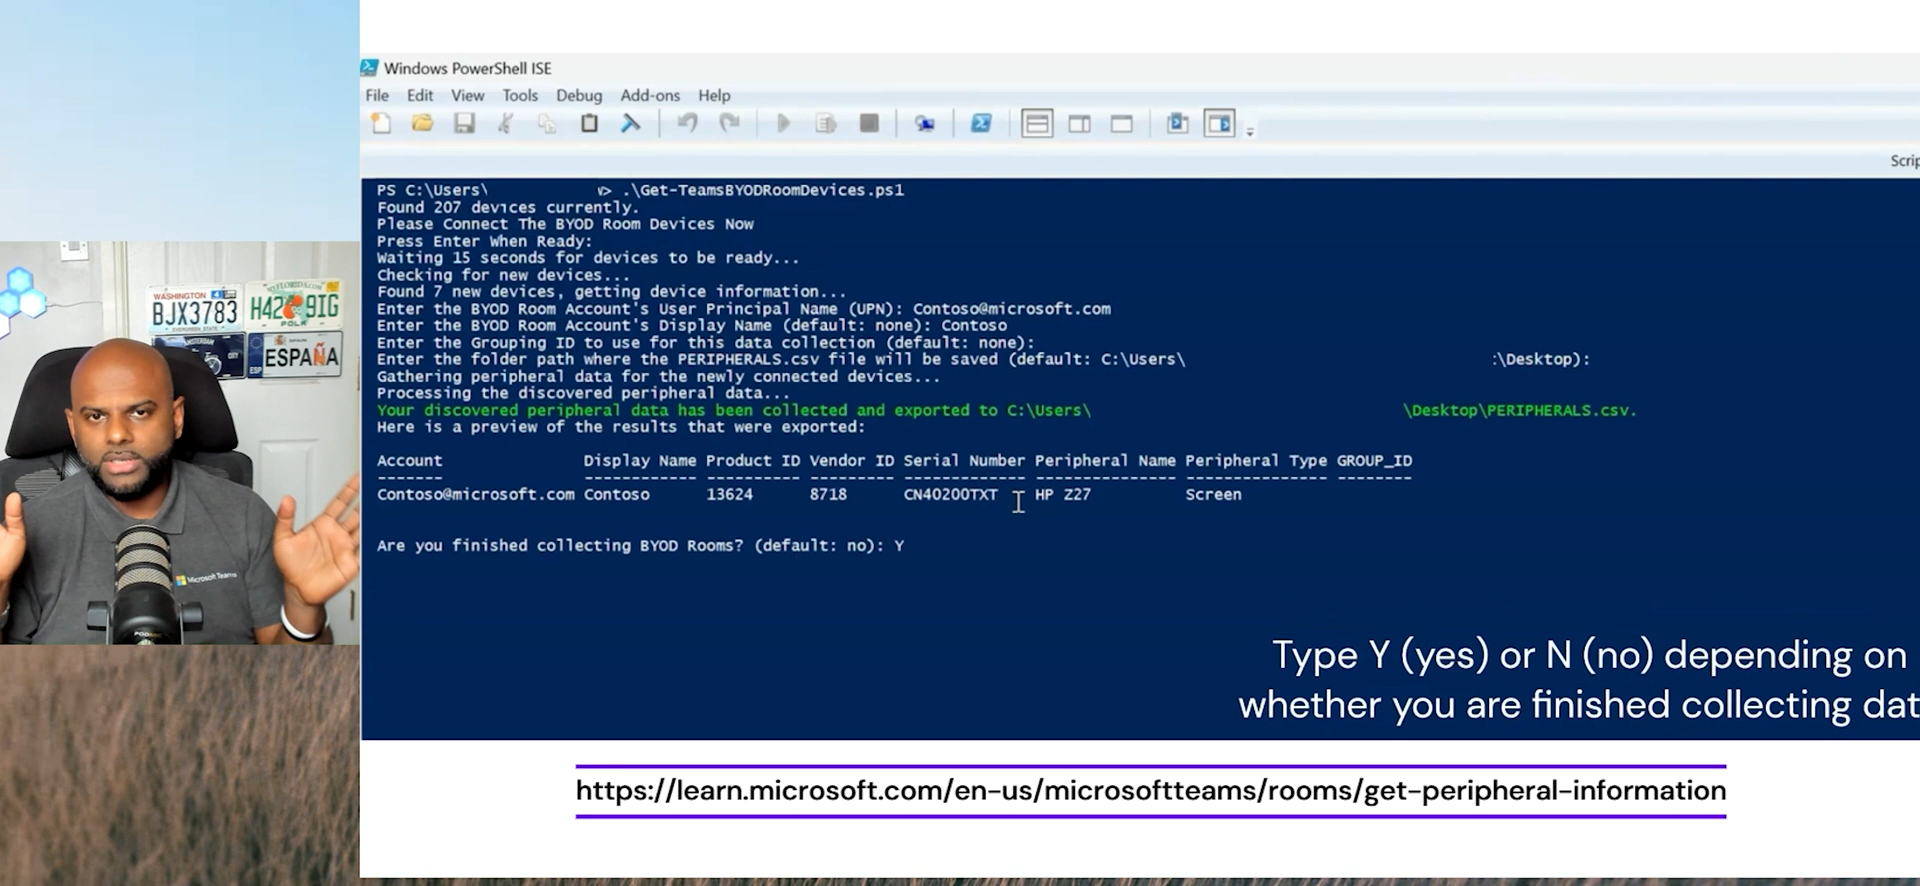 Windows PowerShell ISE
File Edit View Tools Debug Add-ons Help
Scrip
PS C:\Users\ > .\Get-TeamsBYODRoomDevices.ps1
Found 207 devices currently.
Please Connect The BYOD Room Devices Now
Press Enter When Ready:
Waiting 15 seconds for devices to be ready...
Checking for new devices...
Found 7 new devices, getting device information...
Enter the BYOD Room Account's User Principal Name (UPN): Contoso@microsoft.com
Enter the BYOD Room Account's Display Name (default: none): Contoso
Enter the Grouping ID to use for this data collection (default: none):
Enter the folder path where the PERIPHERALS.csv file will be saved (default: C:\Users\ :\Desktop):
Gathering peripheral data for the newly connected devices...
Processing the discovered peripheral data...
Your discovered peripheral data has been collected and exported to C:\Users\ \Desktop\PERIPHERALS.csv.
Here is a preview of the results that were exported:
Account Display Name Product ID Vendor ID Serial Number Peripheral Name Peripheral Type GROUP_ID
------- ------------ ---------- --------- ------------- --------------- --------------- --------
Contoso@microsoft.com Contoso 13624 8718 CN40200TXT HP Z27 Screen
Are you finished collecting BYOD Rooms? (default: no): Y
Type Y (yes) or N (no) depending on
whether you are finished collecting dat
https://learn.microsoft.com/en-us/microsoftteams/rooms/get-peripheral-information
WASHINGTON
BJX3783
H42 9IG
POLK
ESP ESPAÑA
Microsoft Teams